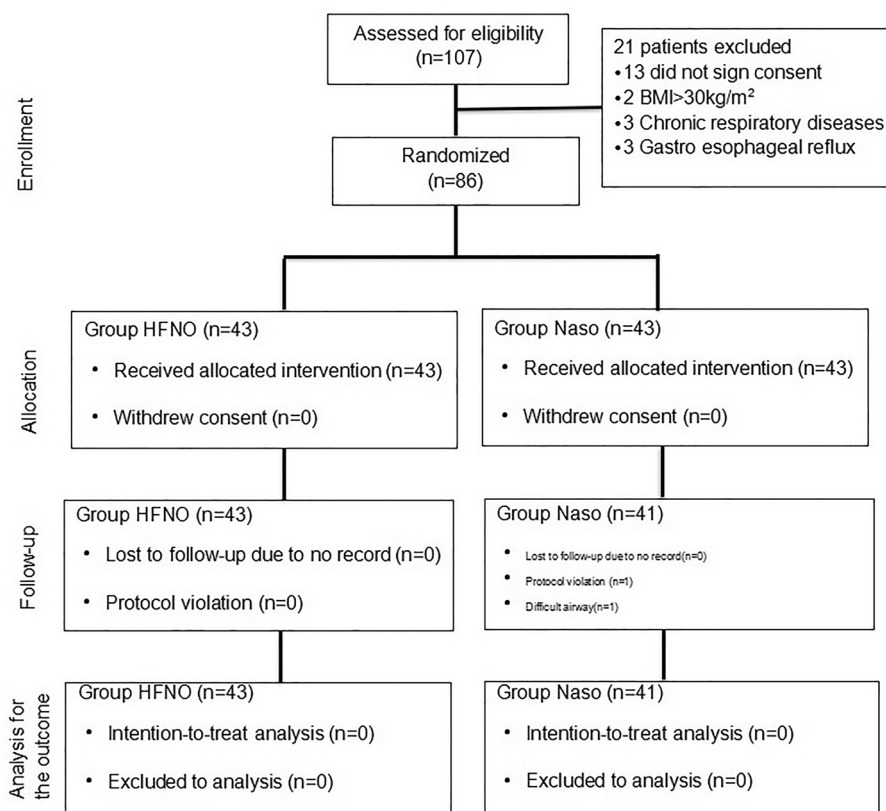 Assessed for eligibility
(n=107)
21 patients excluded
•13 did not sign consent
•2 BMI>30kg/m²
•3 Chronic respiratory diseases
•3 Gastro esophageal reflux
Enrollment
Randomized
(n=86)
Allocation
Group HFNO (n=43)
• Received allocated intervention (n=43)
• Withdrew consent (n=0)
Group Naso (n=43)
• Received allocated intervention (n=43)
• Withdrew consent (n=0)
Follow-up
Group HFNO (n=43)
• Lost to follow-up due to no record (n=0)
• Protocol violation (n=0)
Group Naso (n=41)
• Lost to follow-up due to no record(n=0)
• Protocol violation (n=1)
• Difficult airway(n=1)
Analysis for
the outcome
Group HFNO (n=43)
• Intention-to-treat analysis (n=0)
• Excluded to analysis (n=0)
Group Naso (n=41)
• Intention-to-treat analysis (n=0)
• Excluded to analysis (n=0)